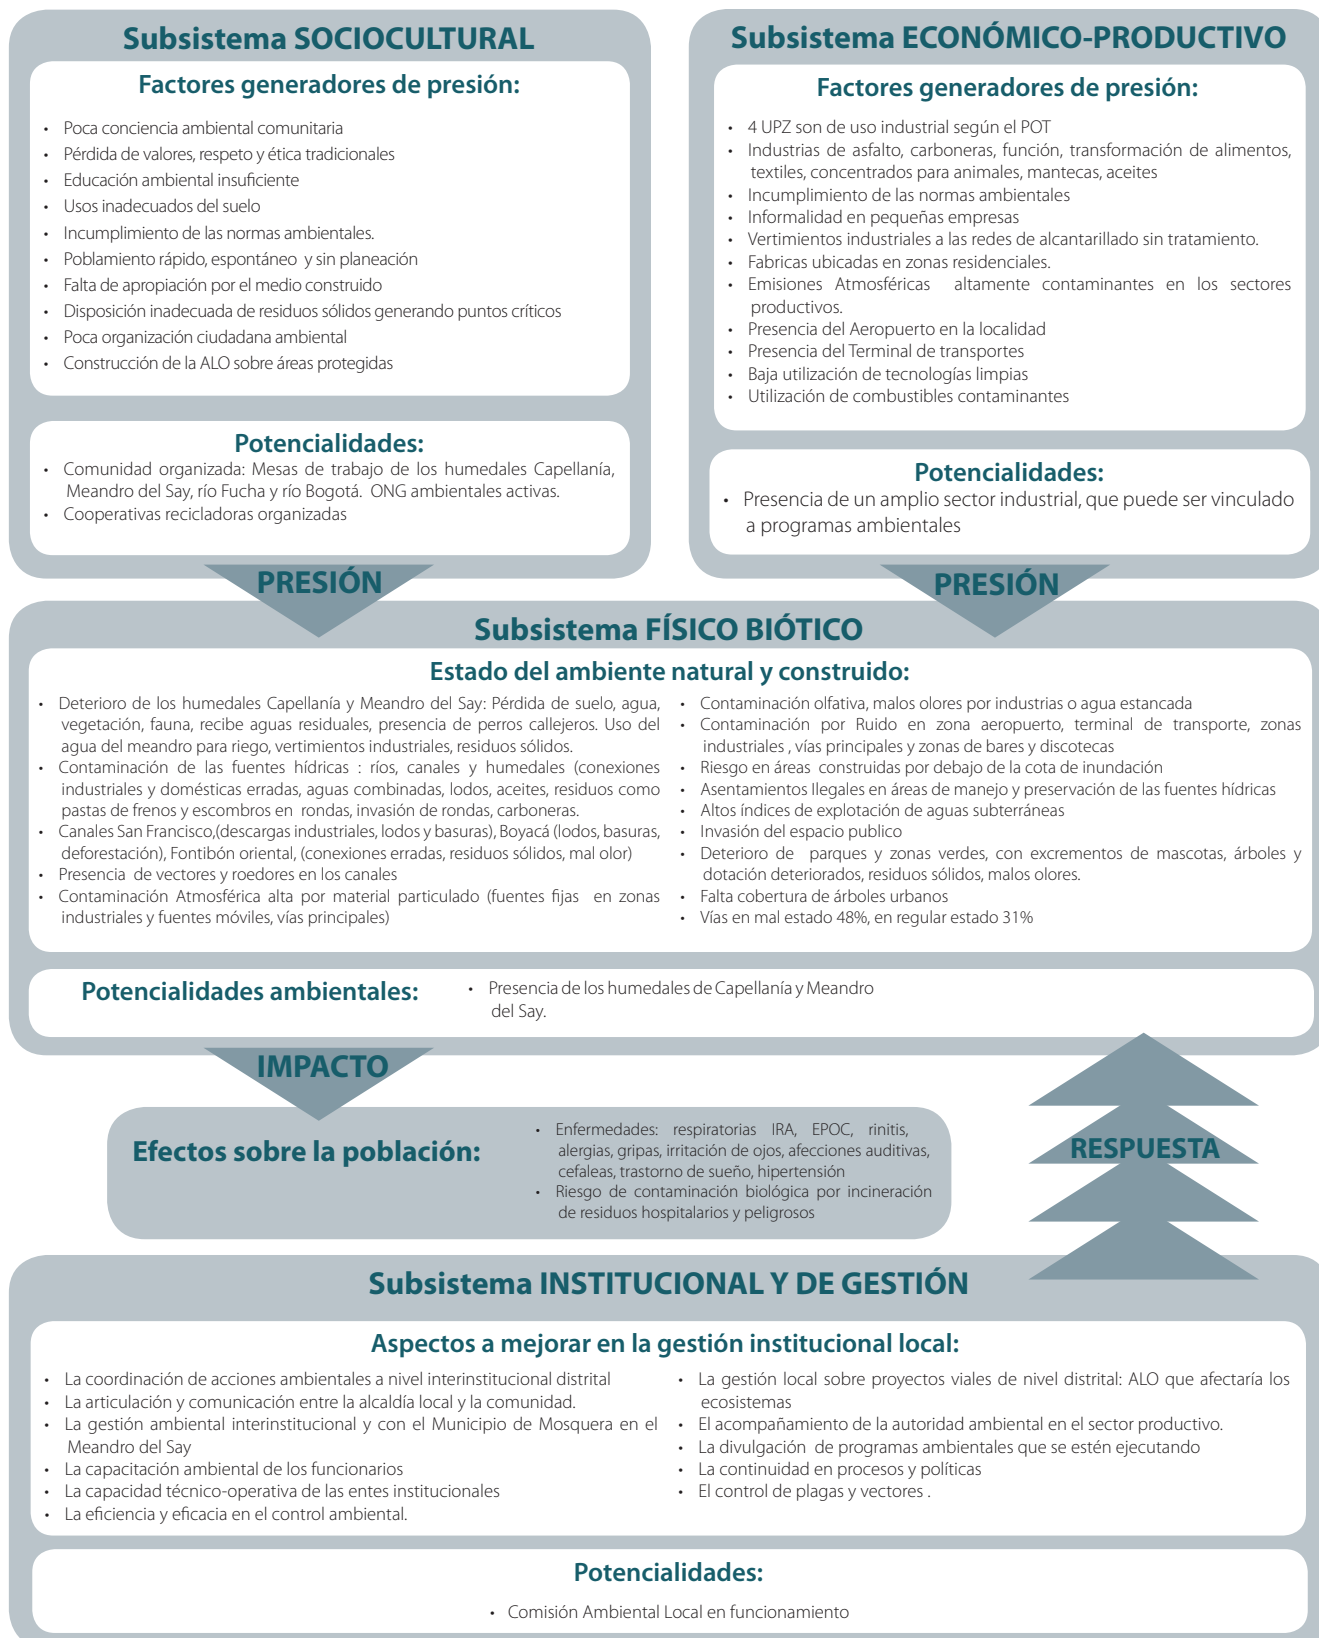 Subsistema SOCIOCULTURAL
Factores generadores de presión:
• Poca conciencia ambiental comunitaria
• Pérdida de valores, respeto y ética tradicionales
• Educación ambiental insuficiente
• Usos inadecuados del suelo
• Incumplimiento de las normas ambientales.
• Poblamiento rápido, espontáneo y sin planeación
• Falta de apropiación por el medio construido
• Disposición inadecuada de residuos sólidos generando puntos críticos
• Poca organización ciudadana ambiental
• Construcción de la ALO sobre áreas protegidas
Potencialidades:
• Comunidad organizada: Mesas de trabajo de los humedales Capellanía,
Meandro del Say, río Fucha y río Bogotá. ONG ambientales activas.
• Cooperativas recicladoras organizadas
PRESIÓN
Subsistema ECONÓMICO-PRODUCTIVO
Factores generadores de presión:
• 4 UPZ son de uso industrial según el POT
• Industrias de asfalto, carboneras, función, transformación de alimentos,
textiles, concentrados para animales, mantecas, aceites
• Incumplimiento de las normas ambientales
• Informalidad en pequeñas empresas
• Vertimientos industriales a las redes de alcantarillado sin tratamiento.
• Fabricas ubicadas en zonas residenciales.
• Emisiones Atmosféricas altamente contaminantes en los sectores
productivos.
• Presencia del Aeropuerto en la localidad
• Presencia del Terminal de transportes
• Baja utilización de tecnologías limpias
• Utilización de combustibles contaminantes
Potencialidades:
• Presencia de un amplio sector industrial, que puede ser vinculado
a programas ambientales
PRESIÓN
Subsistema FÍSICO BIÓTICO
Estado del ambiente natural y construido:
• Deterioro de los humedales Capellanía y Meandro del Say: Pérdida de suelo, agua,
vegetación, fauna, recibe aguas residuales, presencia de perros callejeros. Uso del
agua del meandro para riego, vertimientos industriales, residuos sólidos.
• Contaminación de las fuentes hídricas : ríos, canales y humedales (conexiones
industriales y domésticas erradas, aguas combinadas, lodos, aceites, residuos como
pastas de frenos y escombros en rondas, invasión de rondas, carboneras.
• Canales San Francisco,(descargas industriales, lodos y basuras), Boyacá (lodos, basuras,
deforestación), Fontibón oriental, (conexiones erradas, residuos sólidos, mal olor)
• Presencia de vectores y roedores en los canales
• Contaminación Atmosférica alta por material particulado (fuentes fijas en zonas
industriales y fuentes móviles, vías principales)
• Contaminación olfativa, malos olores por industrias o agua estancada
• Contaminación por Ruido en zona aeropuerto, terminal de transporte, zonas
industriales , vías principales y zonas de bares y discotecas
• Riesgo en áreas construidas por debajo de la cota de inundación
• Asentamientos Ilegales en áreas de manejo y preservación de las fuentes hídricas
• Altos índices de explotación de aguas subterráneas
• Invasión del espacio publico
• Deterioro de parques y zonas verdes, con excrementos de mascotas, árboles y
dotación deteriorados, residuos sólidos, malos olores.
• Falta cobertura de árboles urbanos
• Vías en mal estado 48%, en regular estado 31%
Potencialidades ambientales:
• Presencia de los humedales de Capellanía y Meandro
del Say.
IMPACTO
Efectos sobre la población:
• Enfermedades: respiratorias IRA, EPOC, rinitis,
alergias, gripas, irritación de ojos, afecciones auditivas,
cefaleas, trastorno de sueño, hipertensión
• Riesgo de contaminación biológica por incineración
de residuos hospitalarios y peligrosos
RESPUESTA
Subsistema INSTITUCIONAL Y DE GESTIÓN
Aspectos a mejorar en la gestión institucional local:
• La coordinación de acciones ambientales a nivel interinstitucional distrital
• La articulación y comunicación entre la alcaldía local y la comunidad.
• La gestión ambiental interinstitucional y con el Municipio de Mosquera en el
Meandro del Say
• La capacitación ambiental de los funcionarios
• La capacidad técnico-operativa de las entes institucionales
• La eficiencia y eficacia en el control ambiental.
• La gestión local sobre proyectos viales de nivel distrital: ALO que afectaría los
ecosistemas
• El acompañamiento de la autoridad ambiental en el sector productivo.
• La divulgación de programas ambientales que se estén ejecutando
• La continuidad en procesos y políticas
• El control de plagas y vectores .
Potencialidades:
• Comisión Ambiental Local en funcionamiento